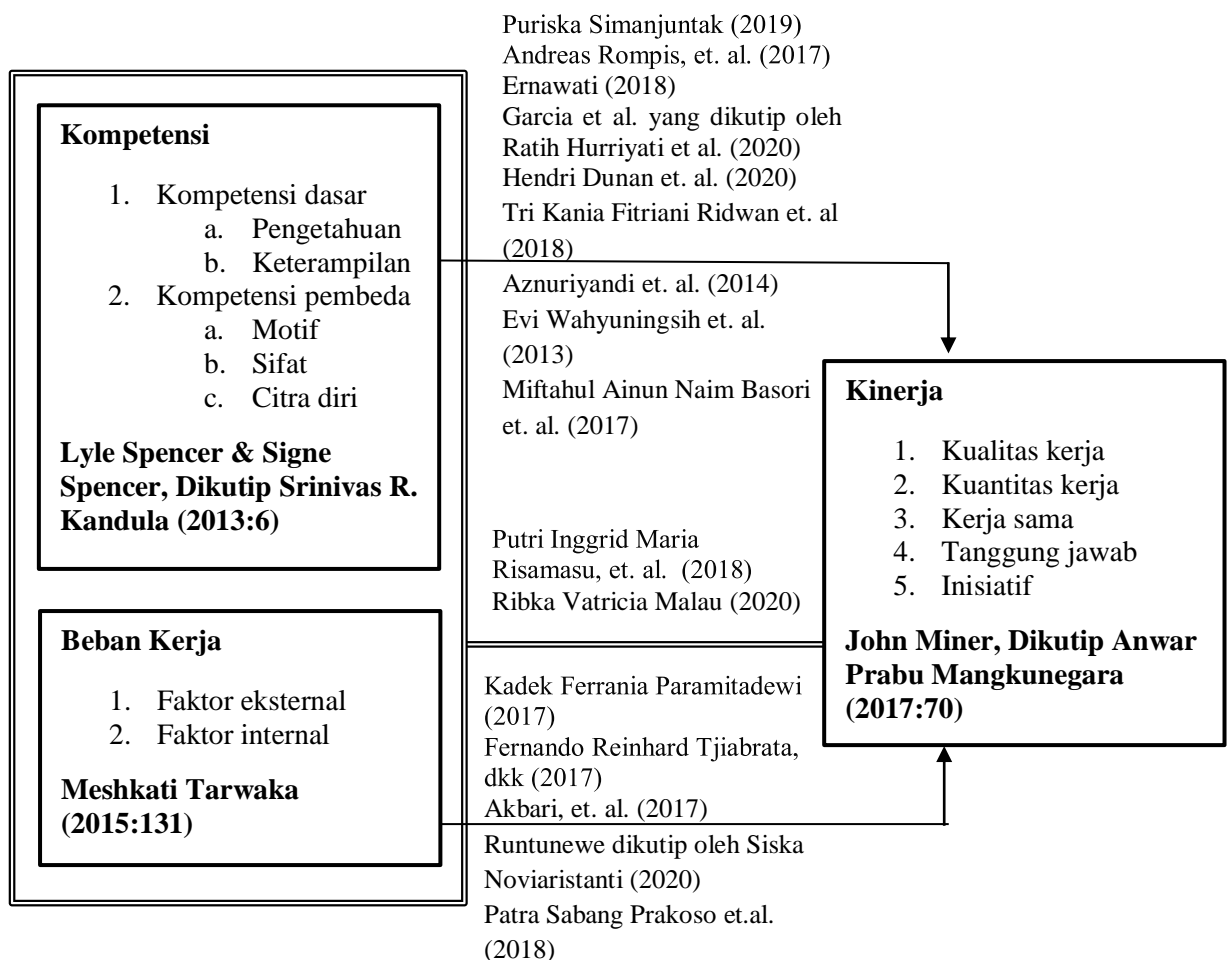 Puriska Simanjuntak (2019)
Andreas Rompis, et. al. (2017)
Ernawati (2018)
Garcia et al. yang dikutip oleh
Ratih Hurriyati et al. (2020)
Hendri Dunan et. al. (2020)
Tri Kania Fitriani Ridwan et. al
(2018)
Aznuriyandi et. al. (2014)
Evi Wahyuningsih et. al.
(2013)
Miftahul Ainun Naim Basori
et. al. (2017)
Kompetensi
1. Kompetensi dasar
a. Pengetahuan
b. Keterampilan
2. Kompetensi pembeda
a. Motif
b. Sifat
c. Citra diri
Lyle Spencer & Signe
Spencer, Dikutip Srinivas R.
Kandula (2013:6)
Putri Inggrid Maria
Risamasu, et. al. (2018)
Ribka Vatricia Malau (2020)
Kinerja
1. Kualitas kerja
2. Kuantitas kerja
3. Kerja sama
4. Tanggung jawab
5. Inisiatif
John Miner, Dikutip Anwar
Prabu Mangkunegara
(2017:70)
Beban Kerja
1. Faktor eksternal
2. Faktor internal
Meshkati Tarwaka
(2015:131)
Kadek Ferrania Paramitadewi
(2017)
Fernando Reinhard Tjiabrata,
dkk (2017)
Akbari, et. al. (2017)
Runtunewe dikutip oleh Siska
Noviaristanti (2020)
Patra Sabang Prakoso et.al.
(2018)